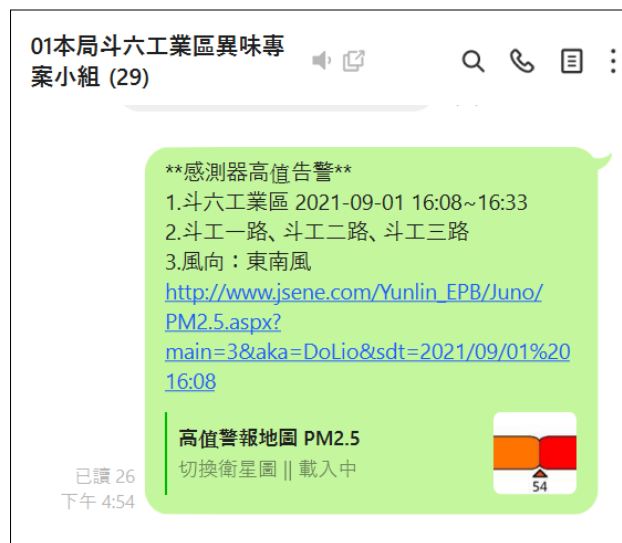 01本局斗六工業區異味專
案小組 (29)
**感測器高值告警**
1.斗六工業區 2021-09-01 16:08~16:33
2.斗工一路、斗工二路、斗工三路
3.風向：東南風
http://www.jsene.com/Yunlin_EPB/Juno/
PM2.5.aspx?
main=3&aka=DoLio&sdt=2021/09/01%20
16:08
高值警報地圖 PM2.5
切換衛星圖 || 載入中
54
已讀 26
下午 4:54